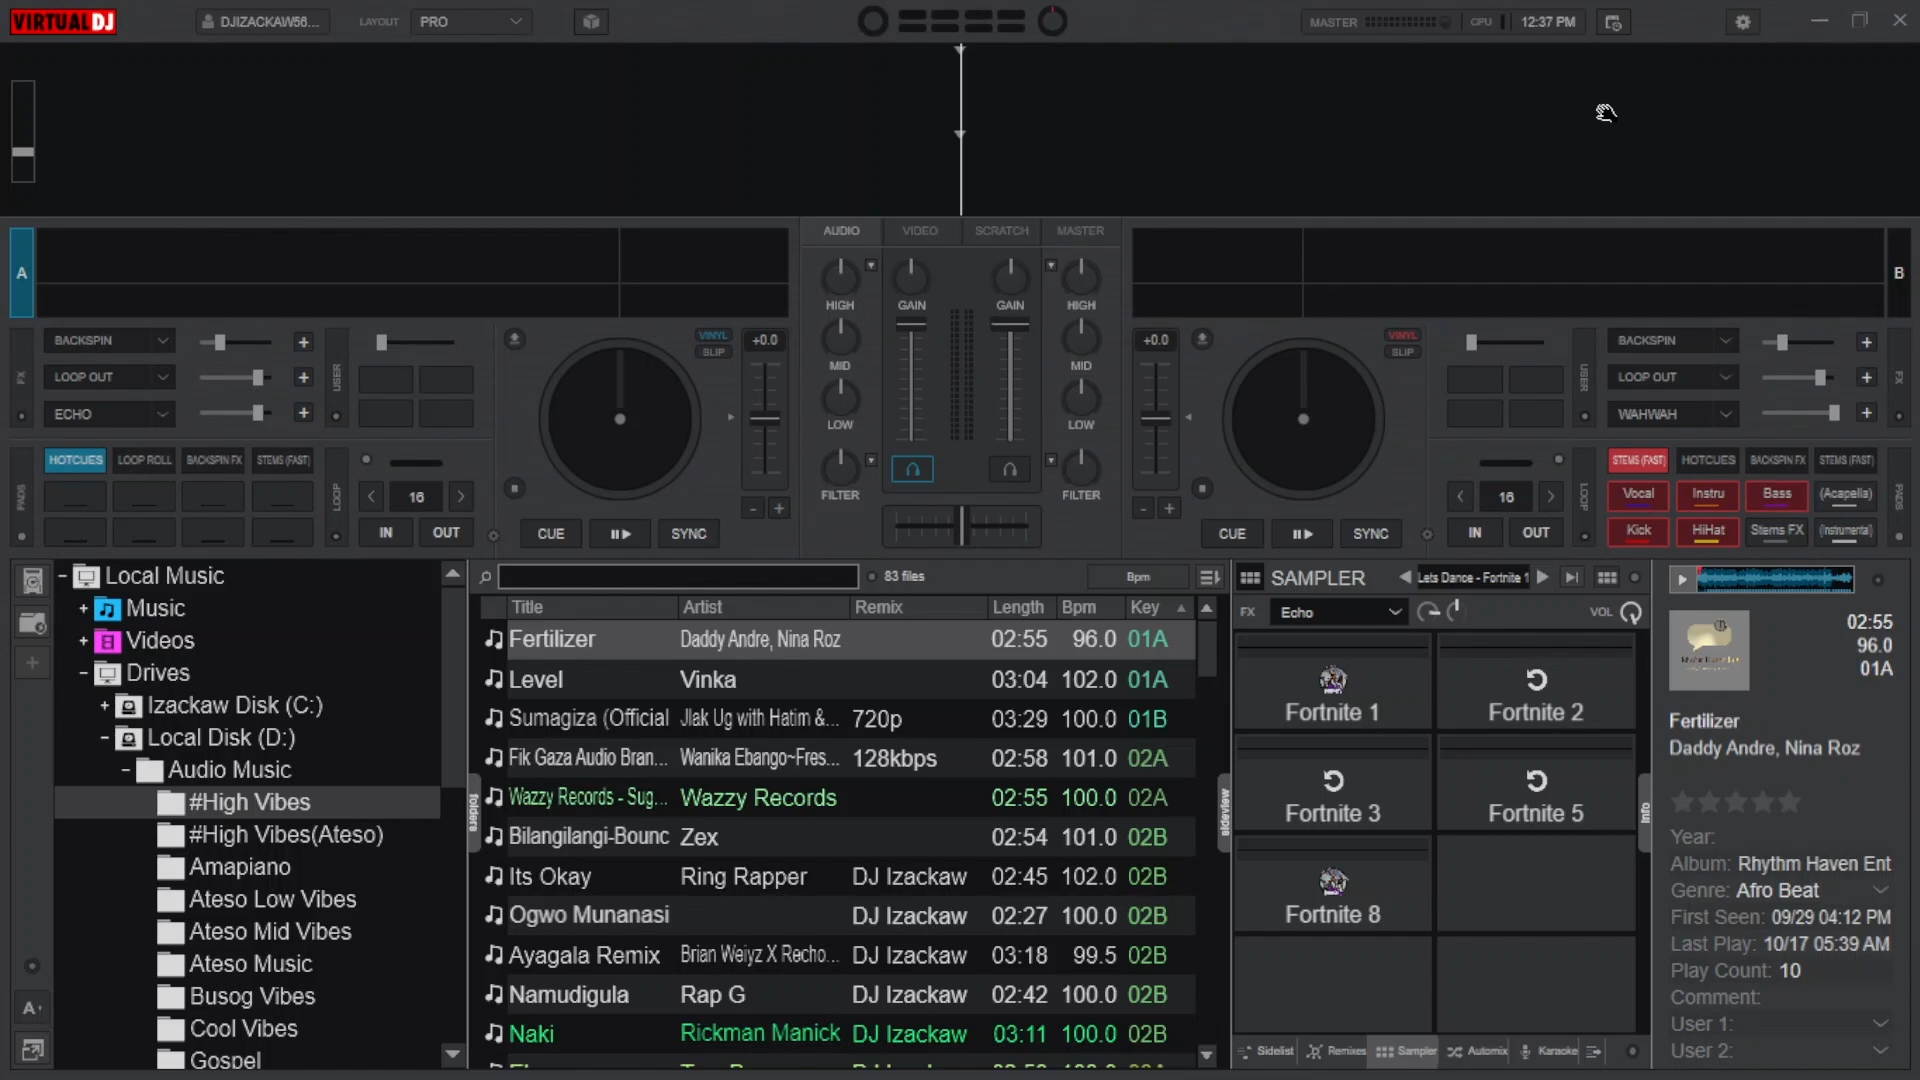 VIRTUALDJ
DJIZACKAW56...
LAYOUT
PRO
MASTER
CPU
12:37 PM
A
AUDIO
VIDEO
SCRATCH
MASTER
B
HIGH
GAIN
GAIN
HIGH
MID
MID
LOW
LOW
FILTER
FILTER
FX
BACKSPIN
LOOP OUT
ECHO
USER
VINYL
SLIP
+0.0
PADS
HOTCUES
LOOP ROLL
BACKSPIN FX
STEMS (FAST)
LOOP
16
IN
OUT
CUE
SYNC
- +
+0.0
VINYL
SLIP
USER
BACKSPIN
LOOP OUT
WAHWAH
FX
- +
CUE
SYNC
16
IN
OUT
LOOP
STEMS (FAST)
HOTCUES
BACKSPIN FX
STEMS (FAST)
Vocal
Instru
Bass
(Acapella)
Kick
HiHat
Stems FX
(Instrumental)
PADS
Local Music
Music
Videos
Drives
Izackaw Disk (C:)
Local Disk (D:)
Audio Music
#High Vibes
#High Vibes(Ateso)
Amapiano
Ateso Low Vibes
Ateso Mid Vibes
Ateso Music
Busog Vibes
Cool Vibes
Gospel
A
folders
83 files
Bpm
Title Artist Remix Length Bpm Key
Fertilizer Daddy Andre, Nina Roz 02:55 96.0 01A
Level Vinka 03:04 102.0 01A
Sumagiza (Official Jlak Ug with Hatim &... 720p 03:29 100.0 01B
Fik Gaza Audio Bran... Wanika Ebango~Fres... 128kbps 02:58 101.0 02A
Wazzy Records - Sug... Wazzy Records 02:55 100.0 02A
Bilangilangi-Bounc Zex 02:54 101.0 02B
Its Okay Ring Rapper DJ Izackaw 02:45 102.0 02B
Ogwo Munanasi DJ Izackaw 02:27 100.0 02B
Ayagala Remix Brian Weiyz X Recho... 03:18 99.5 02B
Namudigula Rap G DJ Izackaw 02:42 100.0 02B
Naki Rickman Manick DJ Izackaw 03:11 100.0 02B
sideview
SAMPLER
Lets Dance - Fortnite 1
FX
Echo
VOL
Fortnite 1
Fortnite 2
Fortnite 3
Fortnite 5
Fortnite 8
Sidelist
Remixes
Sampler
Automix
Karaoke
info
02:55
96.0
01A
Fertilizer
Daddy Andre, Nina Roz
Year:
Album: Rhythm Haven Ent
Genre: Afro Beat
First Seen: 09/29 04:12 PM
Last Play: 10/17 05:39 AM
Play Count: 10
Comment:
User 1:
User 2: